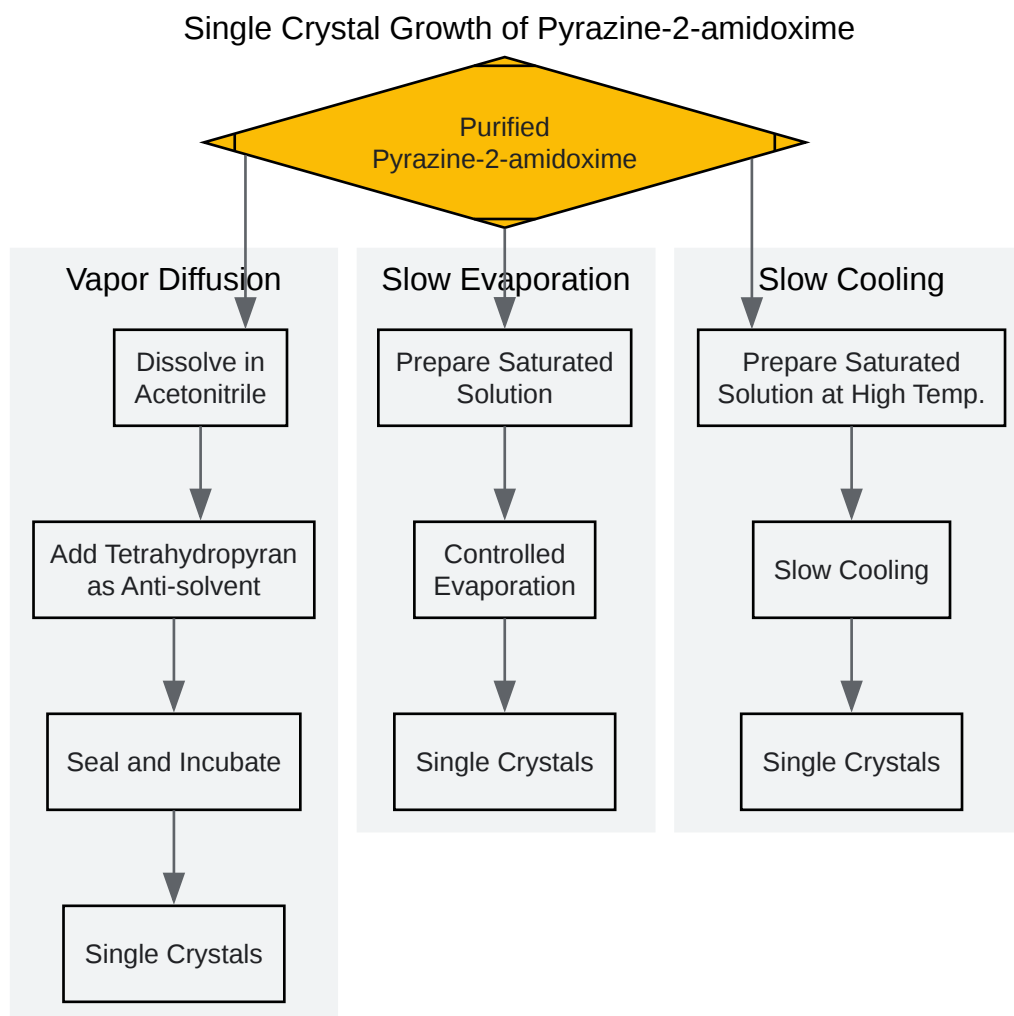 Single Crystal Growth of Pyrazine-2-amidoxime
Purified
Pyrazine-2-amidoxime
Vapor Diffusion
Dissolve in
Acetonitrile
Add Tetrahydropyran
as Anti-solvent
Seal and Incubate
Single Crystals
Slow Evaporation
Prepare Saturated
Solution
Controlled
Evaporation
Single Crystals
Slow Cooling
Prepare Saturated
Solution at High Temp.
Slow Cooling
Single Crystals